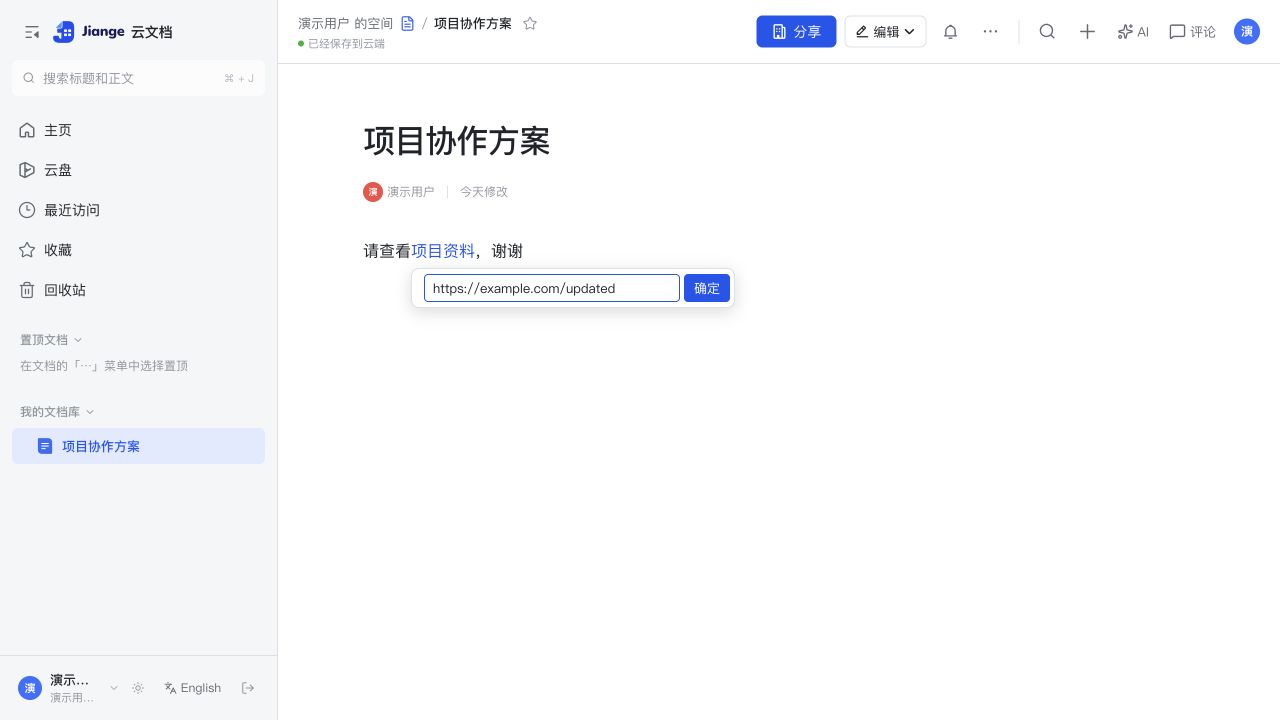 Jiange 云文档
搜索标题和正文 ⌘ + J
主页
云盘
最近访问
收藏
回收站
置顶文档
在文档的「…」菜单中选择置顶
我的文档库
项目协作方案
演 演示...
演示用...
English
演示用户 的空间 / 项目协作方案
已经保存到云端
分享
编辑
AI
评论
演
项目协作方案
演 演示用户 今天修改
请查看项目资料，谢谢
https://example.com/updated 确定